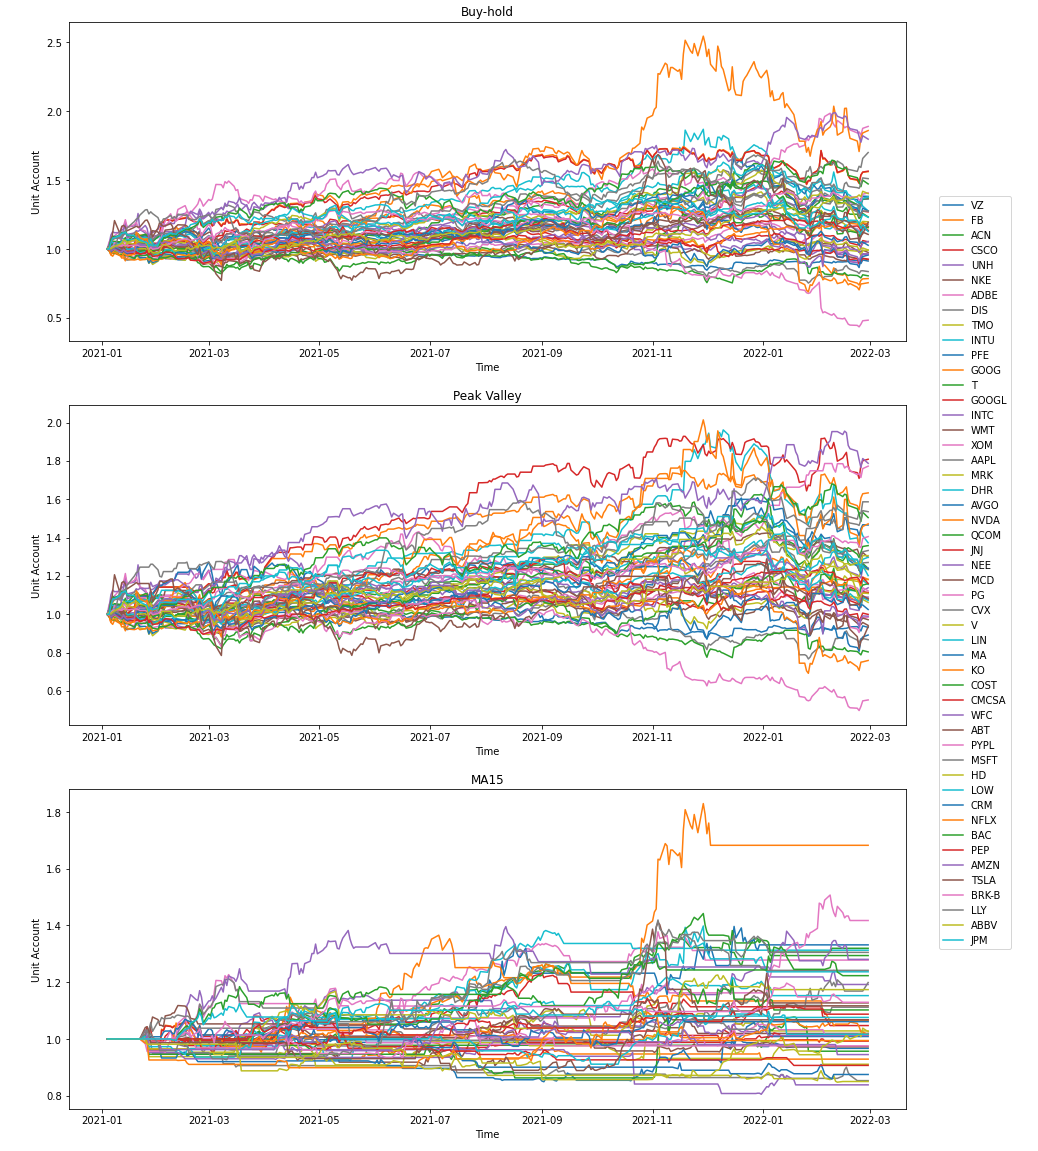 Buy-hold
2.5
2.0
1.5
1.0
0.5
Unit Account
2021-01 2021-03 2021-05 2021-07 2021-09 2021-11 2022-01 2022-03
Time
Peak Valley
2.0
1.8
1.6
1.4
1.2
1.0
0.8
0.6
Unit Account
2021-01 2021-03 2021-05 2021-07 2021-09 2021-11 2022-01 2022-03
Time
MA15
1.8
1.6
1.4
1.2
1.0
0.8
Unit Account
2021-01 2021-03 2021-05 2021-07 2021-09 2021-11 2022-01 2022-03
Time
VZ
FB
ACN
CSCO
UNH
NKE
ADBE
DIS
TMO
INTU
PFE
GOOG
T
GOOGL
INTC
WMT
XOM
AAPL
MRK
DHR
AVGO
NVDA
QCOM
JNJ
NEE
MCD
PG
CVX
V
LIN
MA
KO
COST
CMCSA
WFC
ABT
PYPL
MSFT
HD
LOW
CRM
NFLX
BAC
PEP
AMZN
TSLA
BRK-B
LLY
ABBV
JPM